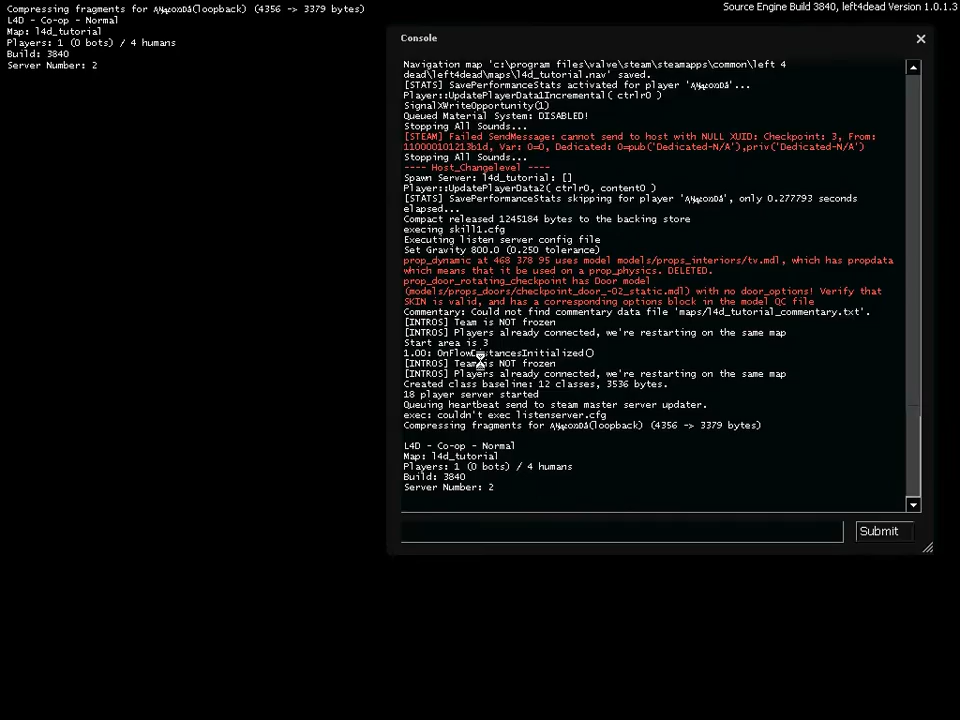 Compressing fragments for (loopback) (4356 -> 3379 bytes)
L4D - Co-op - Normal
Map: l4d_tutorial
Players: 1 (0 bots) / 4 humans
Build: 3840
Server Number: 2
Source Engine Build 3840, left4dead Version 1.0.1.3
Console
Navigation map 'c:\program files\valve\steam\steamapps\common\left 4
dead\left4dead\maps\l4d_tutorial.nav' saved.
[STATS] SavePerformanceStats activated for player '...
Player::UpdatePlayerData1Incremental( ctrlr0 )
SignalXWriteOpportunity(1)
Queued Material System: DISABLED!
Stopping All Sounds...
[STEAM] Failed SendMessage: cannot send to host with NULL XUID: Checkpoint: 3, From:
110000101213b1d, Var: 0=0, Dedicated: 0=pub('Dedicated-N/A'),priv('Dedicated-N/A')
Stopping All Sounds...
---- Host_Changelevel ----
Spawn Server: l4d_tutorial: []
Player::UpdatePlayerData2( ctrlr0, content0 )
[STATS] SavePerformanceStats skipping for player '', only 0.277793 seconds
elapsed...
Compact released 1245184 bytes to the backing store
execing skill1.cfg
Executing listen server config file
Set Gravity 800.0 (0.250 tolerance)
prop_dynamic at 468 378 95 uses model models/props_interiors/tv.mdl, which has propdata
which means that it be used on a prop_physics. DELETED.
prop_door_rotating_checkpoint has Door model
(models/props_doors/checkpoint_door_-02_static.mdl) with no door_options! Verify that
SKIN is valid, and has a corresponding options block in the model QC file
Commentary: Could not find commentary data file 'maps/l4d_tutorial_commentary.txt'.
[INTROS] Team is NOT frozen
[INTROS] Players already connected, we're restarting on the same map
Start area is 3
1.00: OnFlowDistancesInitialized()
[INTROS] Team is NOT frozen
[INTROS] Players already connected, we're restarting on the same map
Created class baseline: 12 classes, 3536 bytes.
18 player server started
Queuing heartbeat send to steam master server updater.
exec: couldn't exec listenserver.cfg
Compressing fragments for (loopback) (4356 -> 3379 bytes)
L4D - Co-op - Normal
Map: l4d_tutorial
Players: 1 (0 bots) / 4 humans
Build: 3840
Server Number: 2
Submit